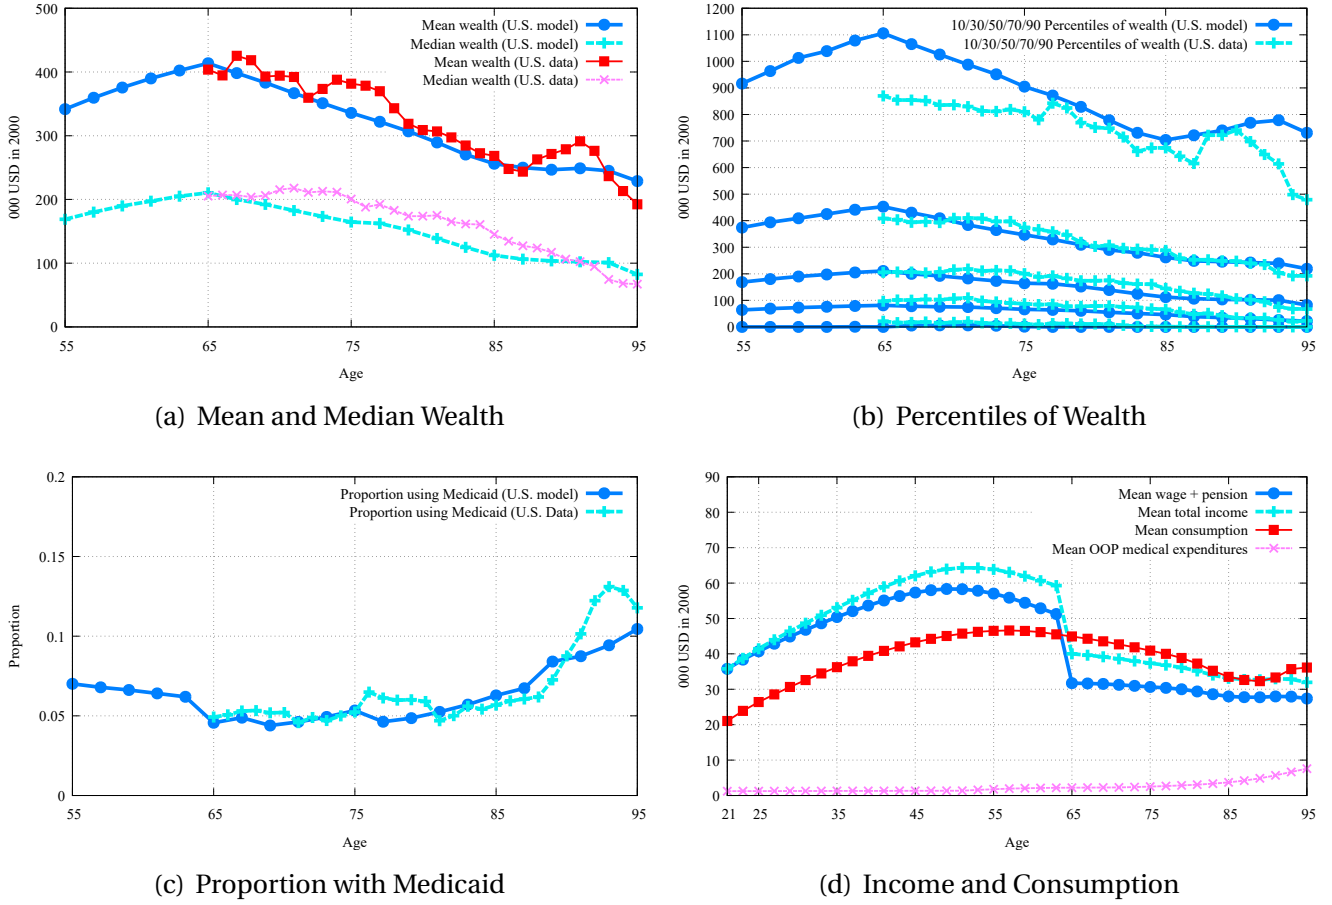 500
400
300
200
100
0
000 USD in 2000
55
65
75
85
95
Age
Mean wealth (U.S. model)
Median wealth (U.S. model)
Mean wealth (U.S. data)
Median wealth (U.S. data)
(a) Mean and Median Wealth
1200
1100
1000
900
800
700
600
500
400
300
200
100
0
000 USD in 2000
55
65
75
85
95
Age
10/30/50/70/90 Percentiles of wealth (U.S. model)
10/30/50/70/90 Percentiles of wealth (U.S. data)
(b) Percentiles of Wealth
0.2
0.15
0.1
0.05
0
Proportion
55
65
75
85
95
Age
Proportion using Medicaid (U.S. model)
Proportion using Medicaid (U.S. Data)
(c) Proportion with Medicaid
90
80
70
60
50
40
30
20
10
0
000 USD in 2000
21
25
35
45
55
65
75
85
95
Age
Mean wage + pension
Mean total income
Mean consumption
Mean OOP medical expenditures
(d) Income and Consumption